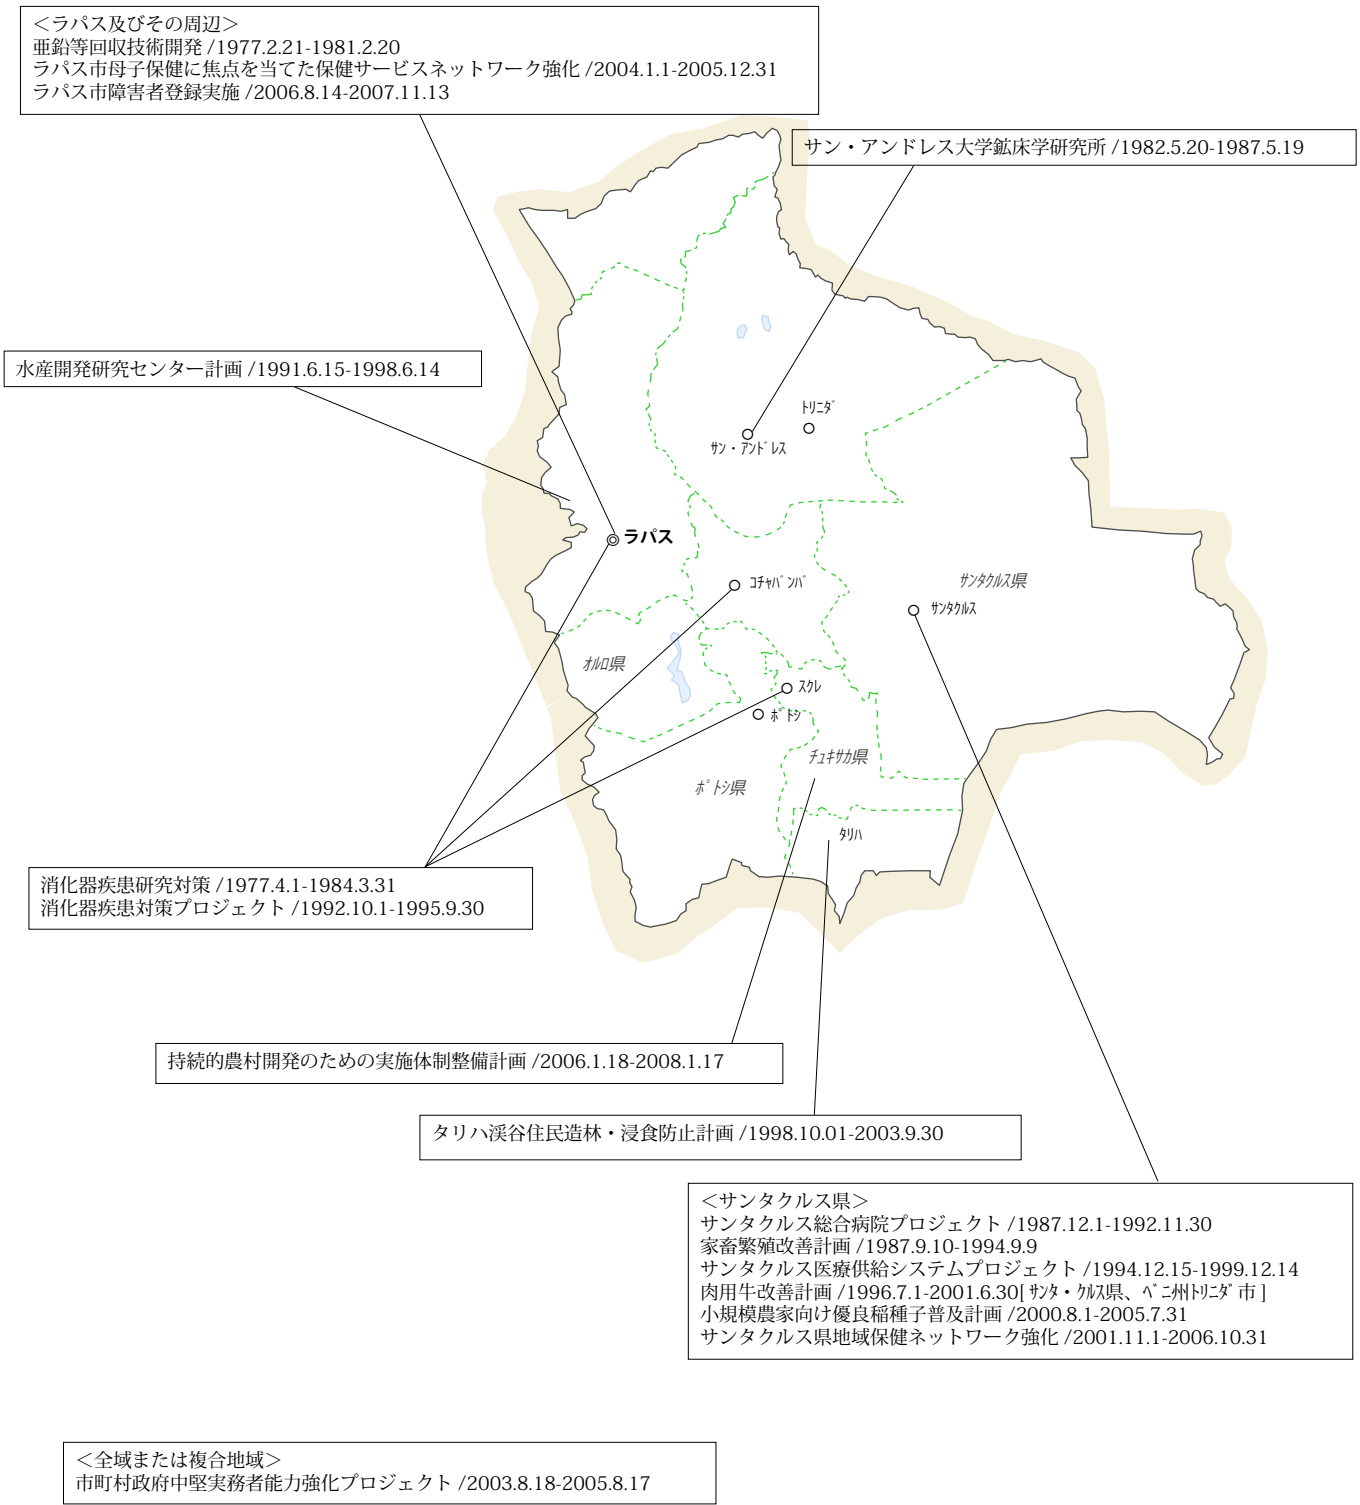 ＜ラパス及びその周辺＞
亜鉛等回収技術開発 /1977.2.21-1981.2.20
ラパス市母子保健に焦点を当てた保健サービスネットワーク強化 /2004.1.1-2005.12.31
ラパス市障害者登録実施 /2006.8.14-2007.11.13
サン・アンドレス大学鉱床学研究所 /1982.5.20-1987.5.19
水産開発研究センター計画 /1991.6.15-1998.6.14
ﾄﾘﾆﾀﾞ
ｻﾝ・ｱﾝﾄﾞﾚｽ
ラパス
ｺﾁｬﾊﾞﾝﾊﾞ
ｻﾝﾀｸﾙｽ県
ｻﾝﾀｸﾙｽ
ｵﾙﾛ県
ｽｸﾚ
ﾎﾟﾄｼ
ﾁｭｷｻｶ県
ﾎﾟﾄｼ県
ﾀﾘﾊ
消化器疾患研究対策 /1977.4.1-1984.3.31
消化器疾患対策プロジェクト /1992.10.1-1995.9.30
持続的農村開発のための実施体制整備計画 /2006.1.18-2008.1.17
タリハ渓谷住民造林・浸食防止計画 /1998.10.01-2003.9.30
＜サンタクルス県＞
サンタクルス総合病院プロジェクト /1987.12.1-1992.11.30
家畜繁殖改善計画 /1987.9.10-1994.9.9
サンタクルス医療供給システムプロジェクト /1994.12.15-1999.12.14
肉用牛改善計画 /1996.7.1-2001.6.30[ ｻﾝﾀ・ｸﾙｽ県、ﾍﾞﾆ州ﾄﾘﾆﾀﾞ市 ]
小規模農家向け優良稲種子普及計画 /2000.8.1-2005.7.31
サンタクルス県地域保健ネットワーク強化 /2001.11.1-2006.10.31
＜全域または複合地域＞
市町村政府中堅実務者能力強化プロジェクト /2003.8.18-2005.8.17